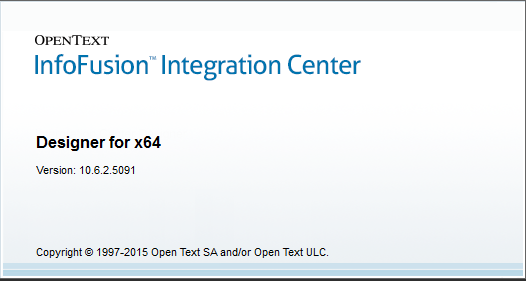 OPENTEXT
InfoFusion™ Integration Center
Designer for x64
Version: 10.6.2.5091
Copyright © 1997-2015 Open Text SA and/or Open Text ULC.